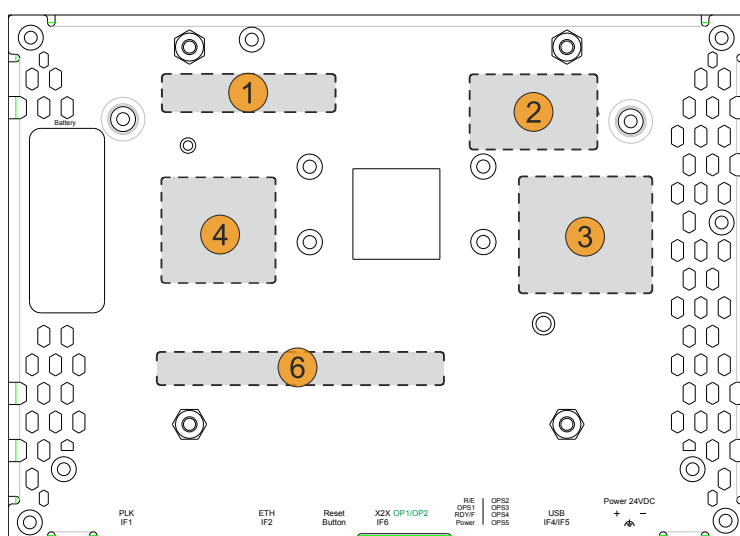 1
2
Battery
4
3
6
PLK
IF1
ETH
IF2
Reset
Button
X2X OP1/OP2
IF6
R/E
OPS1
RDY/F
Power
OPS2
OPS3
OPS4
OPS5
USB
IF4/IF5
Power 24VDC
+ −